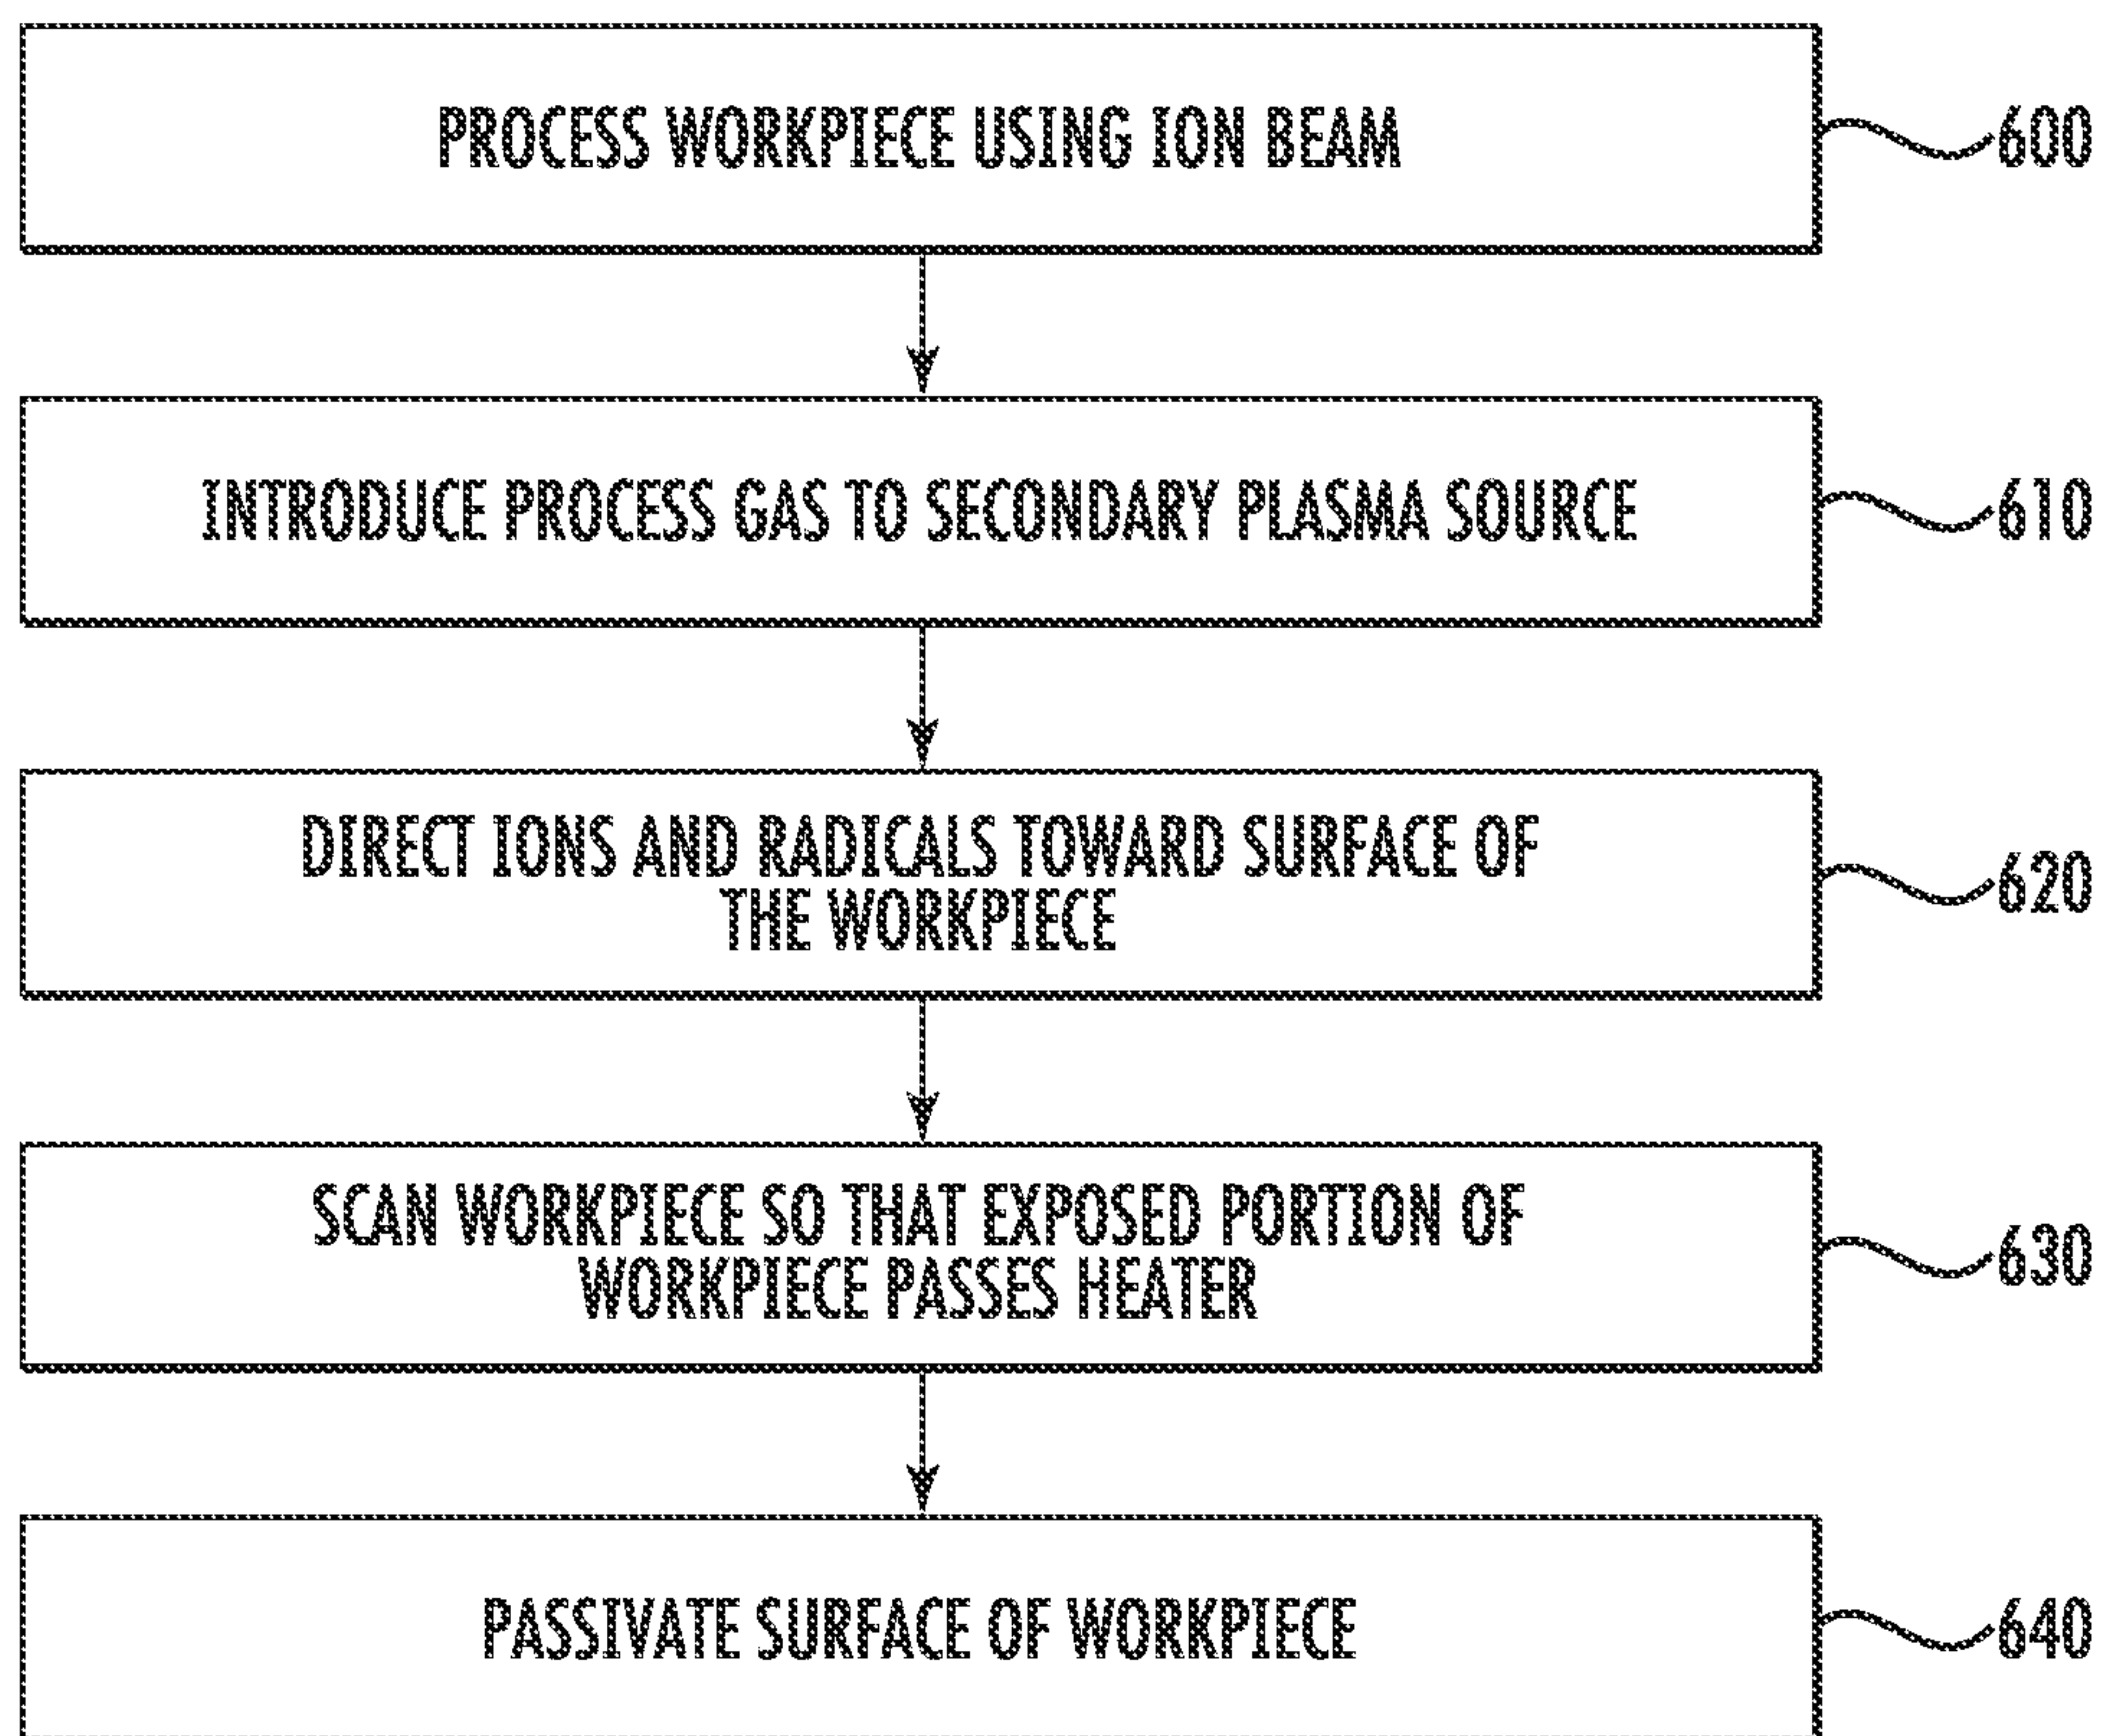 PROCESS WORKPIECE USING ION BEAM
600
INTRODUCE PROCESS GAS TO SECONDARY PLASMA SOURCE
610
DIRECT IONS AND RADICALS TOWARD SURFACE OF
THE WORKPIECE
620
SCAN WORKPIECE SO THAT EXPOSED PORTION OF
WORKPIECE PASSES HEATER
630
PASSIVATE SURFACE OF WORKPIECE
640